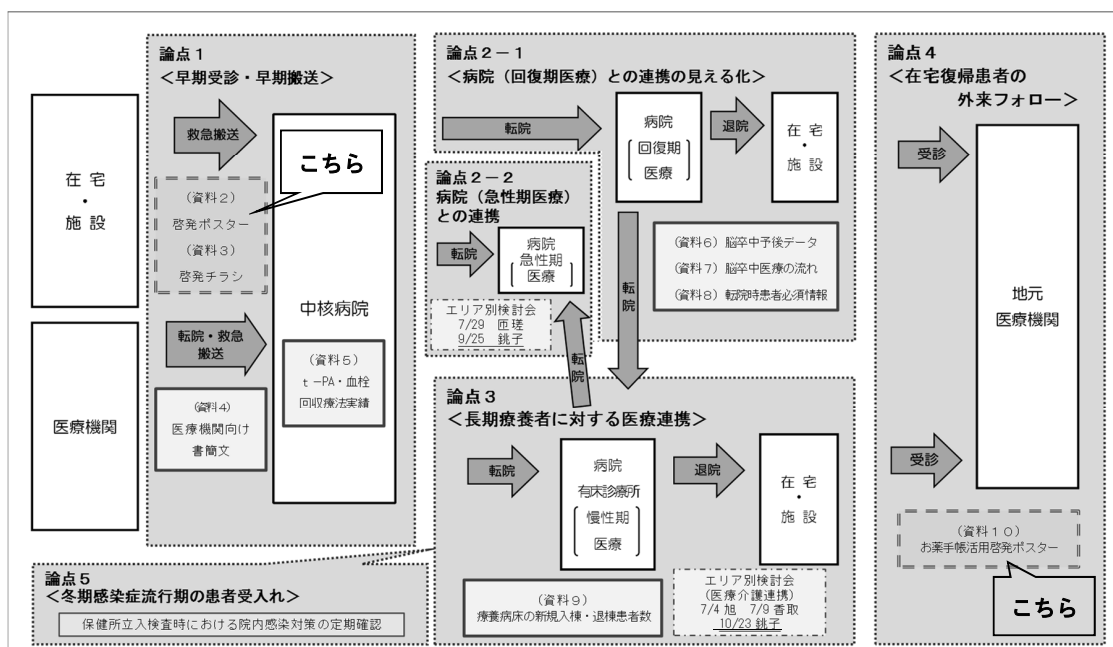 論点1
<早期受診・早期搬送>
在宅
・
施設
医療機関
救急搬送
こちら
(資料2)
啓発ポスター
(資料3)
啓発チラシ
転院・救急
搬送
(資料4)
医療機関向け
書簡文
中核病院
(資料5)
t-PA・血栓
回収療法実績
論点2-1
<病院(回復期医療)との連携の見える化>
転院
病院
回復期
医療
退院
在宅
・
施設
論点2-2
病院(急性期医療)
との連携
転院
病院
急性期
医療
エリア別検討会
7/29 匝瑳
9/25 銚子
転院
転院
(資料6)脳卒中予後データ
(資料7)脳卒中医療の流れ
(資料8)転院時患者必須情報
論点3
<長期療養者に対する医療連携>
転院
病院
有床診療所
慢性期
医療
退院
在宅
・
施設
(資料9)
療養病床の新規入棟・退棟患者数
エリア別検討会
(医療介護連携)
7/4 旭 7/9 香取
10/23 銚子
論点4
<在宅復帰患者の
外来フォロー>
受診
地元
医療機関
受診
(資料10)
お薬手帳活用啓発ポスター
こちら
論点5
<冬期感染症流行期の患者受入れ>
保健所立入検査時における院内感染対策の定期確認